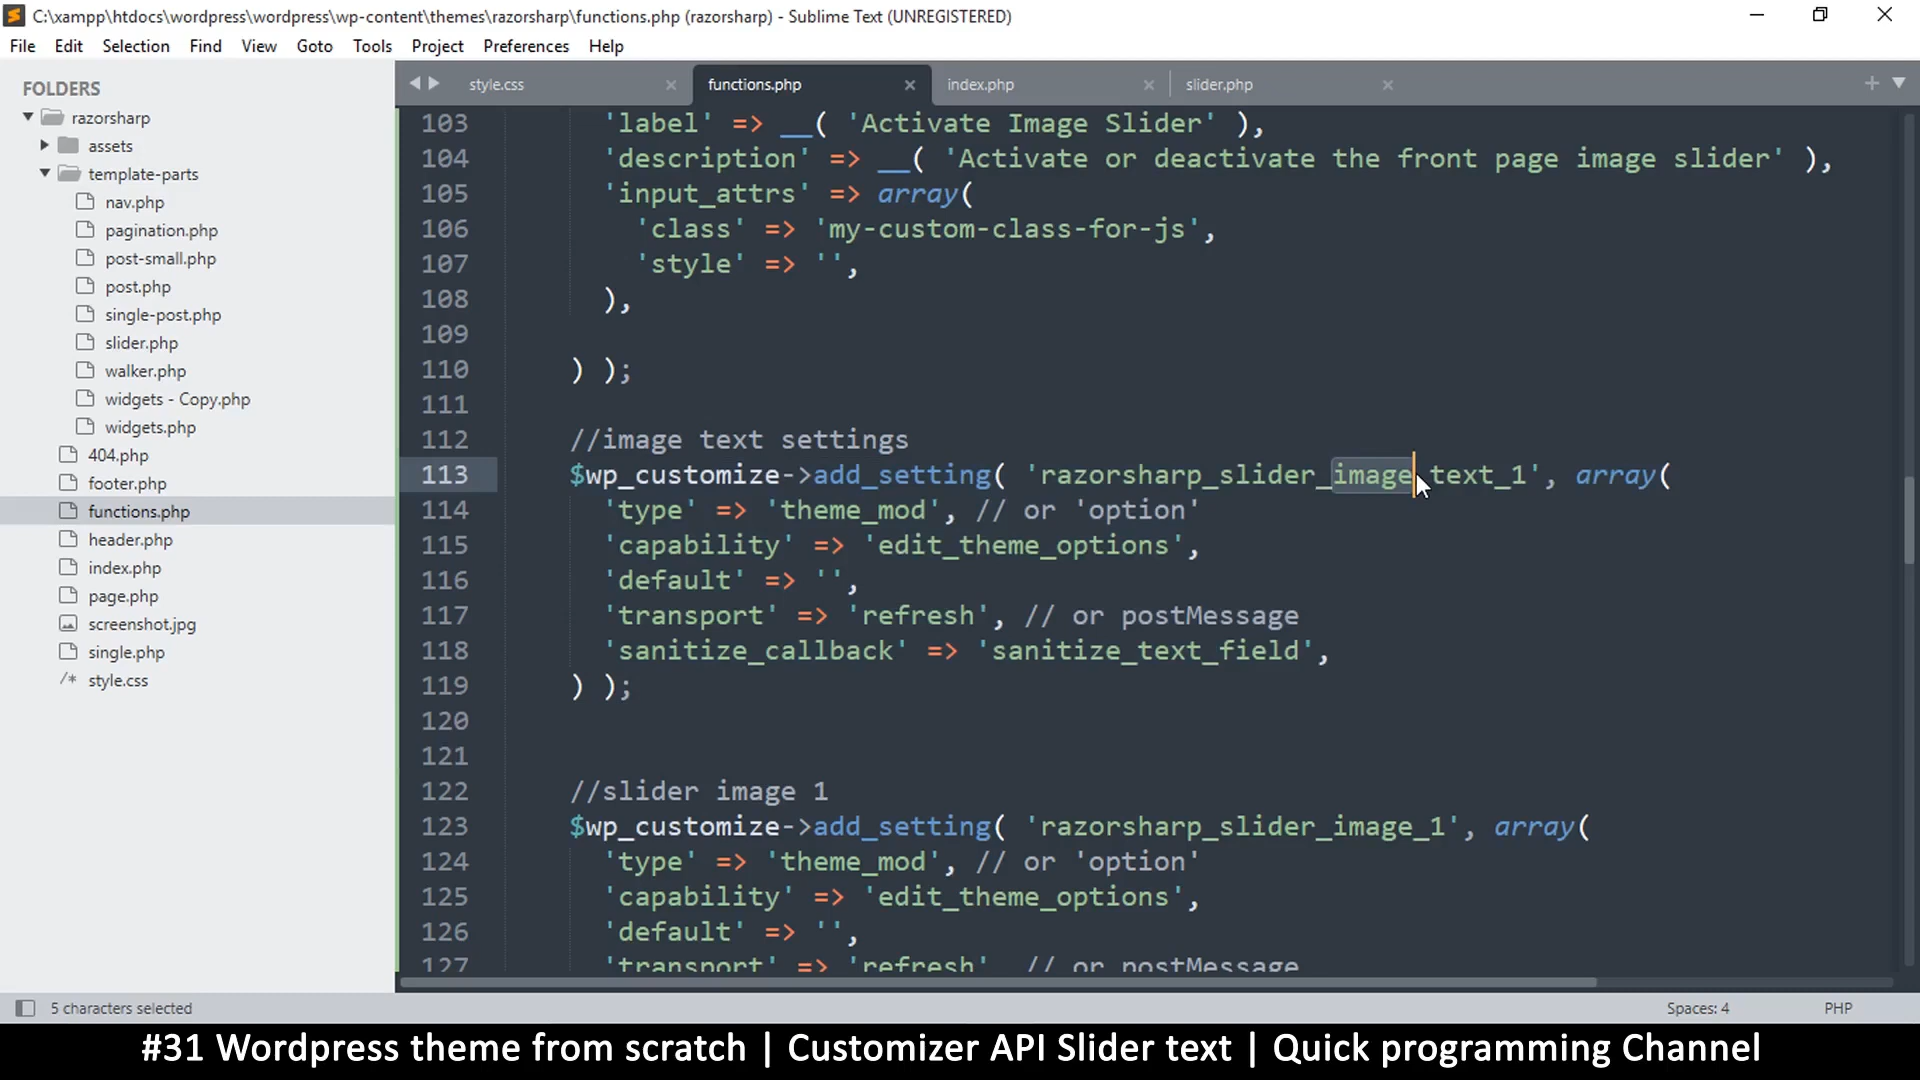 C:\xampp\htdocs\wordpress\wordpress\wp-content\themes\razorsharp\functions.php (razorsharp) - Sublime Text (UNREGISTERED)
File Edit Selection Find View Goto Tools Project Preferences Help
FOLDERS
razorsharp
assets
template-parts
nav.php
pagination.php
post-small.php
post.php
single-post.php
slider.php
walker.php
widgets - Copy.php
widgets.php
404.php
footer.php
functions.php
header.php
index.php
page.php
screenshot.jpg
single.php
/* style.css
style.css functions.php index.php slider.php
103 'label' => __( 'Activate Image Slider' ),
104 'description' => __( 'Activate or deactivate the front page image slider' ),
105 'input_attrs' => array(
106 'class' => 'my-custom-class-for-js',
107 'style' => '',
108 ),
109
110 ) );
111
112 //image text settings
113 $wp_customize->add_setting( 'razorsharp_slider_image_text_1', array(
114 'type' => 'theme_mod', // or 'option'
115 'capability' => 'edit_theme_options',
116 'default' => '',
117 'transport' => 'refresh', // or postMessage
118 'sanitize_callback' => 'sanitize_text_field',
119 ) );
120
121
122 //slider image 1
123 $wp_customize->add_setting( 'razorsharp_slider_image_1', array(
124 'type' => 'theme_mod', // or 'option'
125 'capability' => 'edit_theme_options',
126 'default' => '',
127 'transport' => 'refresh' // or postMessage
5 characters selected Spaces: 4 PHP
#31 Wordpress theme from scratch | Customizer API Slider text | Quick programming Channel